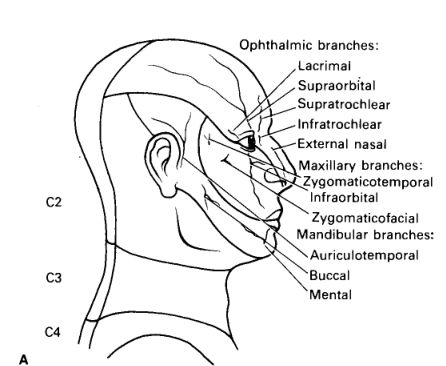 Ophthalmic branches:
Lacrimal
Supraorbital
Supratrochlear
Infratrochlear
External nasal
Maxillary branches:
Zygomaticotemporal
Infraorbital
Zygomaticofacial
Mandibular branches:
Auriculotemporal
Buccal
Mental
C2
C3
C4
A